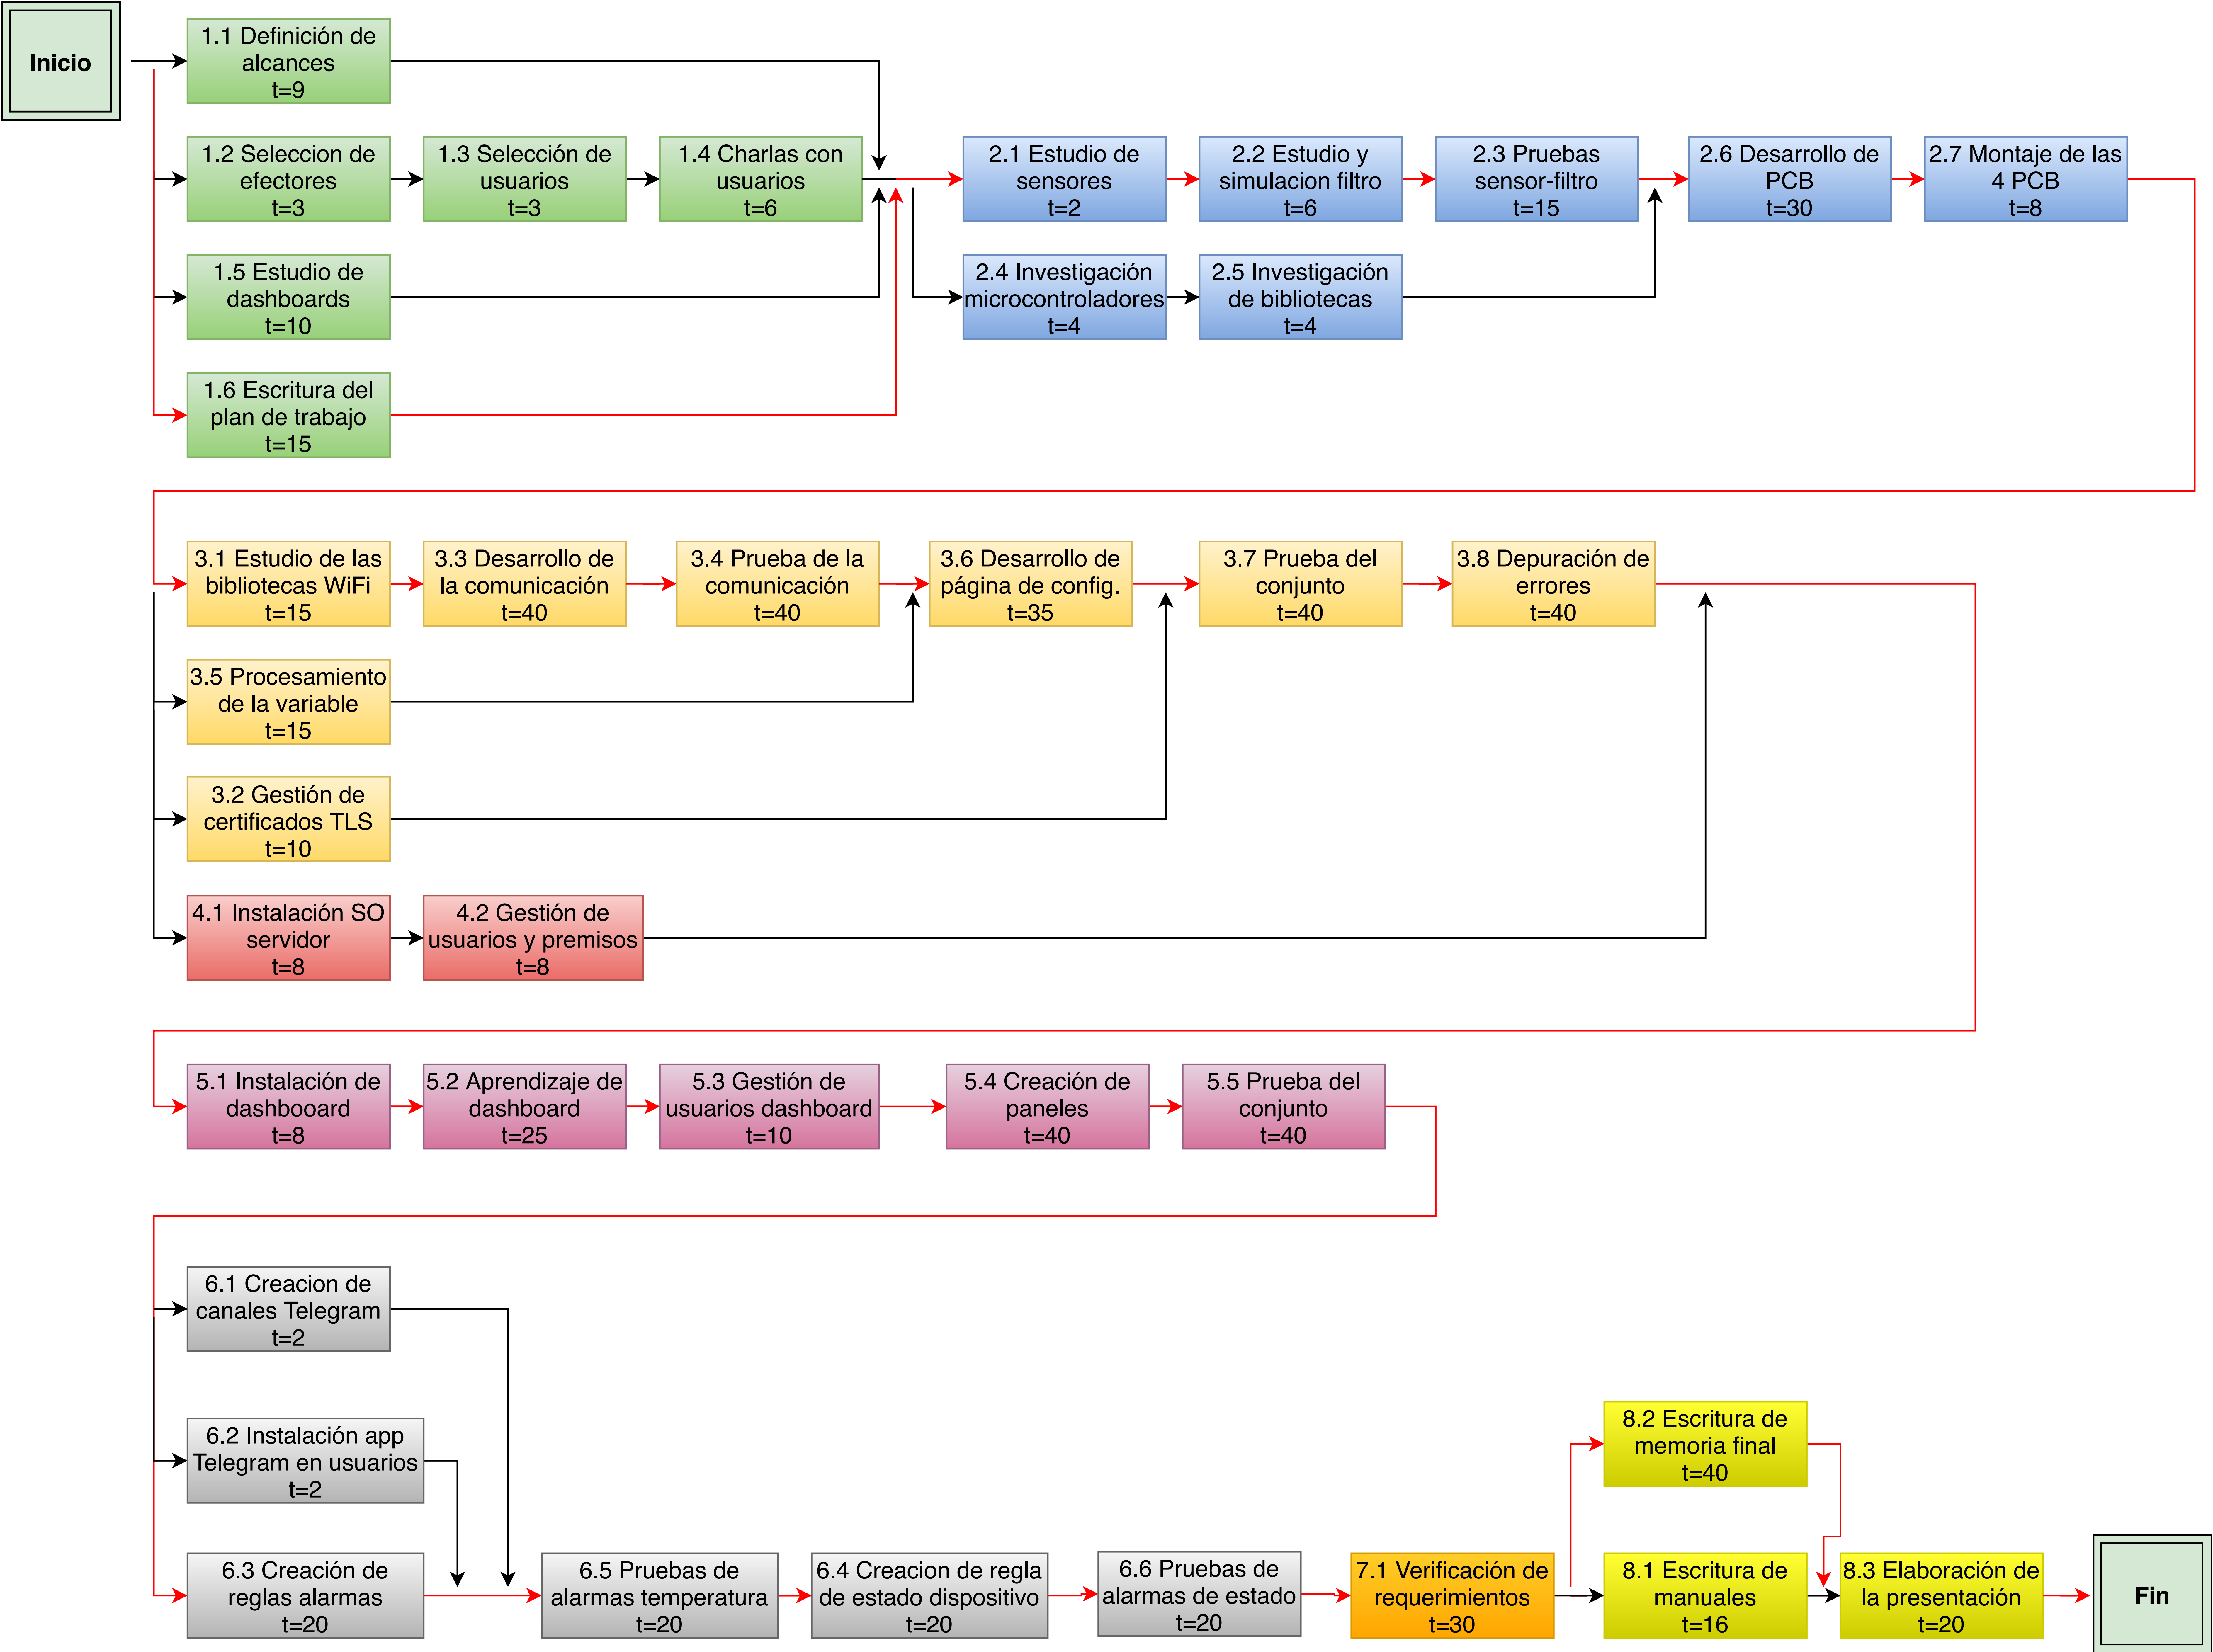 Inicio
1.1 Definición de
alcances
t=9
1.2 Seleccion de
efectores
t=3
1.3 Selección de
usuarios
t=3
1.4 Charlas con
usuarios
t=6
2.1 Estudio de
sensores
t=2
2.2 Estudio y
simulacion filtro
t=6
2.3 Pruebas
sensor-filtro
t=15
2.6 Desarrollo de
PCB
t=30
2.7 Montaje de las
4 PCB
t=8
1.5 Estudio de
dashboards
t=10
2.4 Investigación
microcontroladores
t=4
2.5 Investigación
de bibliotecas
t=4
1.6 Escritura del
plan de trabajo
t=15
3.1 Estudio de las
bibliotecas WiFi
t=15
3.3 Desarrollo de
la comunicación
t=40
3.4 Prueba de la
comunicación
t=40
3.6 Desarrollo de
página de config.
t=35
3.7 Prueba del
conjunto
t=40
3.8 Depuración de
errores
t=40
3.5 Procesamiento
de la variable
t=15
3.2 Gestión de
certificados TLS
t=10
4.1 Instalación SO
servidor
t=8
4.2 Gestión de
usuarios y premisos
t=8
5.1 Instalación de
dashbooard
t=8
5.2 Aprendizaje de
dashboard
t=25
5.3 Gestión de
usuarios dashboard
t=10
5.4 Creación de
paneles
t=40
5.5 Prueba del
conjunto
t=40
6.1 Creacion de
canales Telegram
t=2
6.2 Instalación app
Telegram en usuarios
t=2
8.2 Escritura de
memoria final
t=40
6.3 Creación de
reglas alarmas
t=20
6.5 Pruebas de
alarmas temperatura
t=20
6.4 Creacion de regla
de estado dispositivo
t=20
6.6 Pruebas de
alarmas de estado
t=20
7.1 Verificación de
requerimientos
t=30
8.1 Escritura de
manuales
t=16
8.3 Elaboración de
la presentación
t=20
Fin